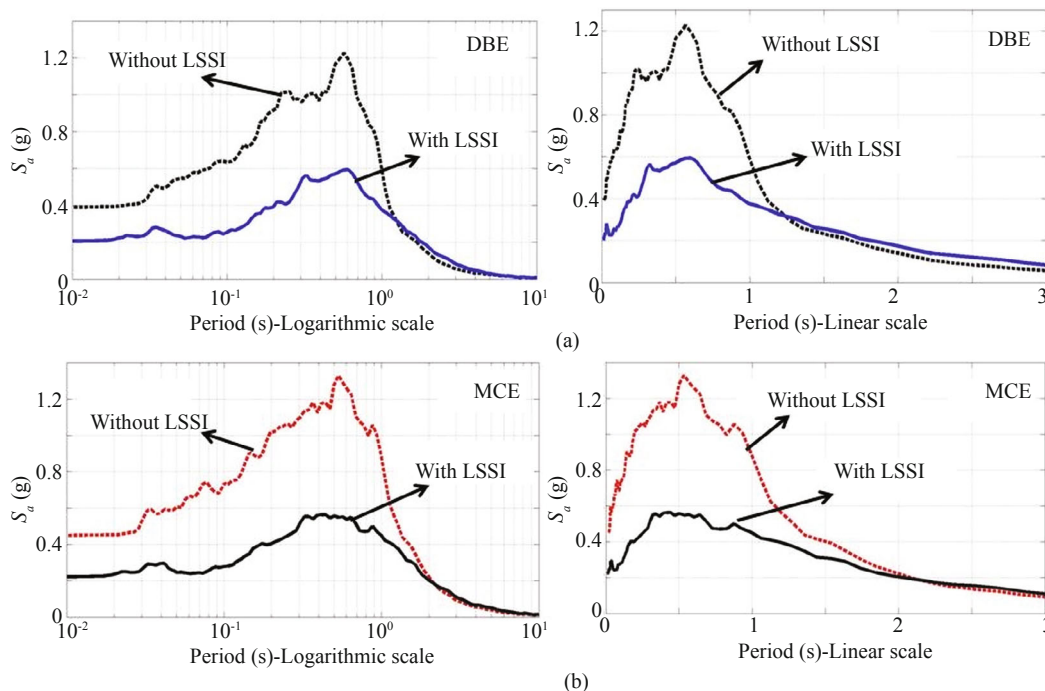 DBE
Without LSSI
With LSSI
Sa (g)
1.2
0.8
0.4
0
10-2
10-1
100
101
Period (s)-Logarithmic scale
DBE
Without LSSI
With LSSI
Sa (g)
1.2
0.8
0.4
0
0
1
2
3
Period (s)-Linear scale
(a)
MCE
Without LSSI
With LSSI
Sa (g)
1.2
0.8
0.4
0
10-2
10-1
100
101
Period (s)-Logarithmic scale
MCE
Without LSSI
With LSSI
Sa (g)
1.2
0.8
0.4
0
0
1
2
3
Period (s)-Linear scale
(b)